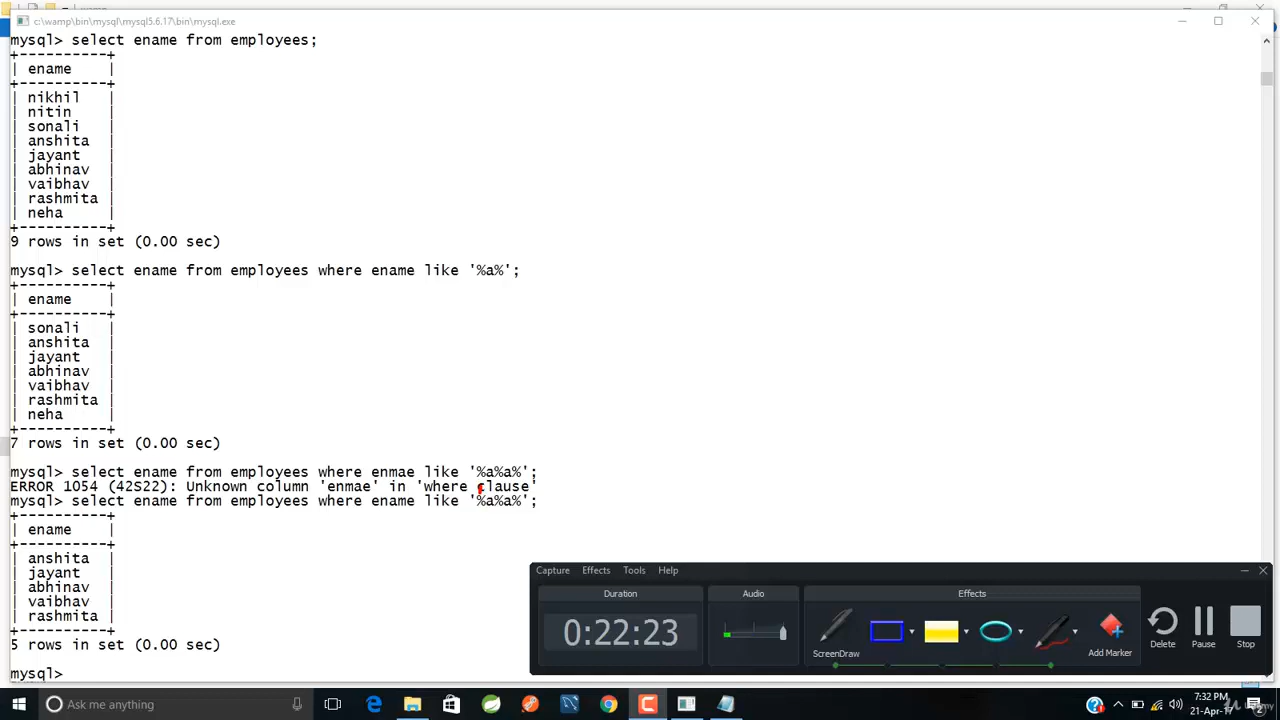 c:\wamp\bin\mysql\mysql5.6.17\bin\mysql.exe
mysql> select ename from employees;
+----------+
| ename    |
+----------+
| nikhil   |
| nitin    |
| sonali   |
| anshita  |
| jayant   |
| abhinav  |
| vaibhav  |
| rashmita |
| neha     |
+----------+
9 rows in set (0.00 sec)
mysql> select ename from employees where ename like '%a%';
+----------+
| ename    |
+----------+
| sonali   |
| anshita  |
| jayant   |
| abhinav  |
| vaibhav  |
| rashmita |
| neha     |
+----------+
7 rows in set (0.00 sec)
mysql> select ename from employees where enmae like '%a%a%';
ERROR 1054 (42S22): Unknown column 'enmae' in 'where clause'
mysql> select ename from employees where ename like '%a%a%';
+----------+
| ename    |
+----------+
| anshita  |
| jayant   |
| abhinav  |
| vaibhav  |
| rashmita |
+----------+
5 rows in set (0.00 sec)
mysql>
Capture Effects Tools Help
Duration Audio Effects
0:22:23
ScreenDraw Add Marker Delete Pause Stop
Ask me anything
7:32 PM
21-Apr-17